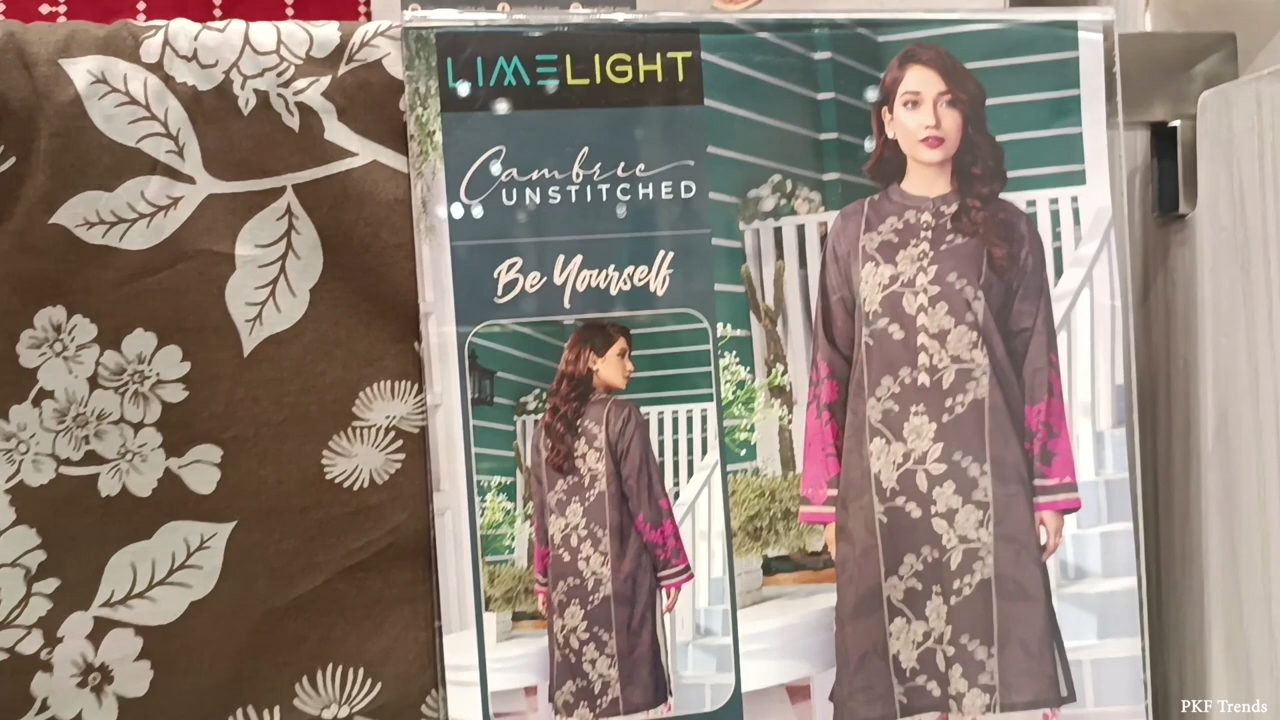 LIMELIGHT
Cambric
UNSTITCHED
Be Yourself
PKF Trends